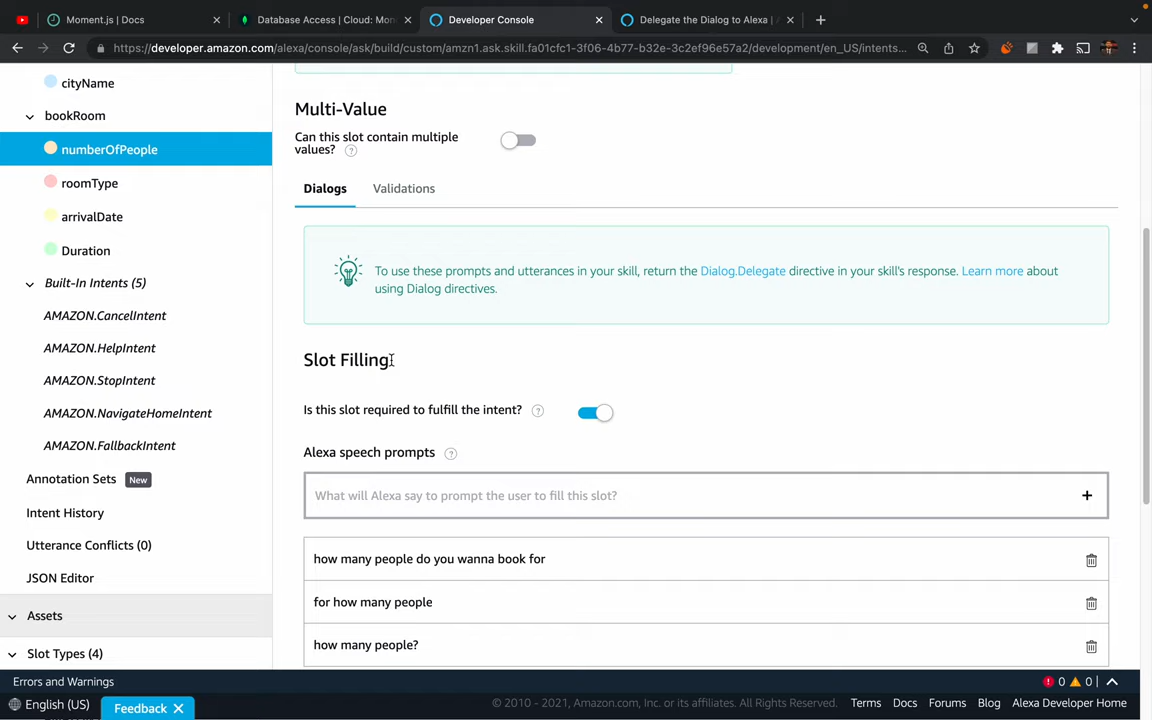 Moment.js | Docs
Database Access | Cloud: Mon
Developer Console
Delegate the Dialog to Alexa | A
https://developer.amazon.com/alexa/console/ask/build/custom/amzn1.ask.skill.fa01cfc1-3f06-4b77-b32e-3c2ef96e57a2/development/en_US/intents...
cityName
bookRoom
numberOfPeople
roomType
arrivalDate
Duration
Built-In Intents (5)
AMAZON.CancelIntent
AMAZON.HelpIntent
AMAZON.StopIntent
AMAZON.NavigateHomeIntent
AMAZON.FallbackIntent
Annotation Sets New
Intent History
Utterance Conflicts (0)
JSON Editor
Assets
Slot Types (4)
Multi-Value
Can this slot contain multiple
values? ?
Dialogs Validations
To use these prompts and utterances in your skill, return the Dialog.Delegate directive in your skill's response. Learn more about
using Dialog directives.
Slot Filling
Is this slot required to fulfill the intent? ?
Alexa speech prompts ?
What will Alexa say to prompt the user to fill this slot?
how many people do you wanna book for
for how many people
how many people?
Errors and Warnings
0 0
English (US)
Feedback
© 2010 - 2021, Amazon.com, Inc. or its affiliates. All Rights Reserved.
Terms Docs Forums Blog Alexa Developer Home